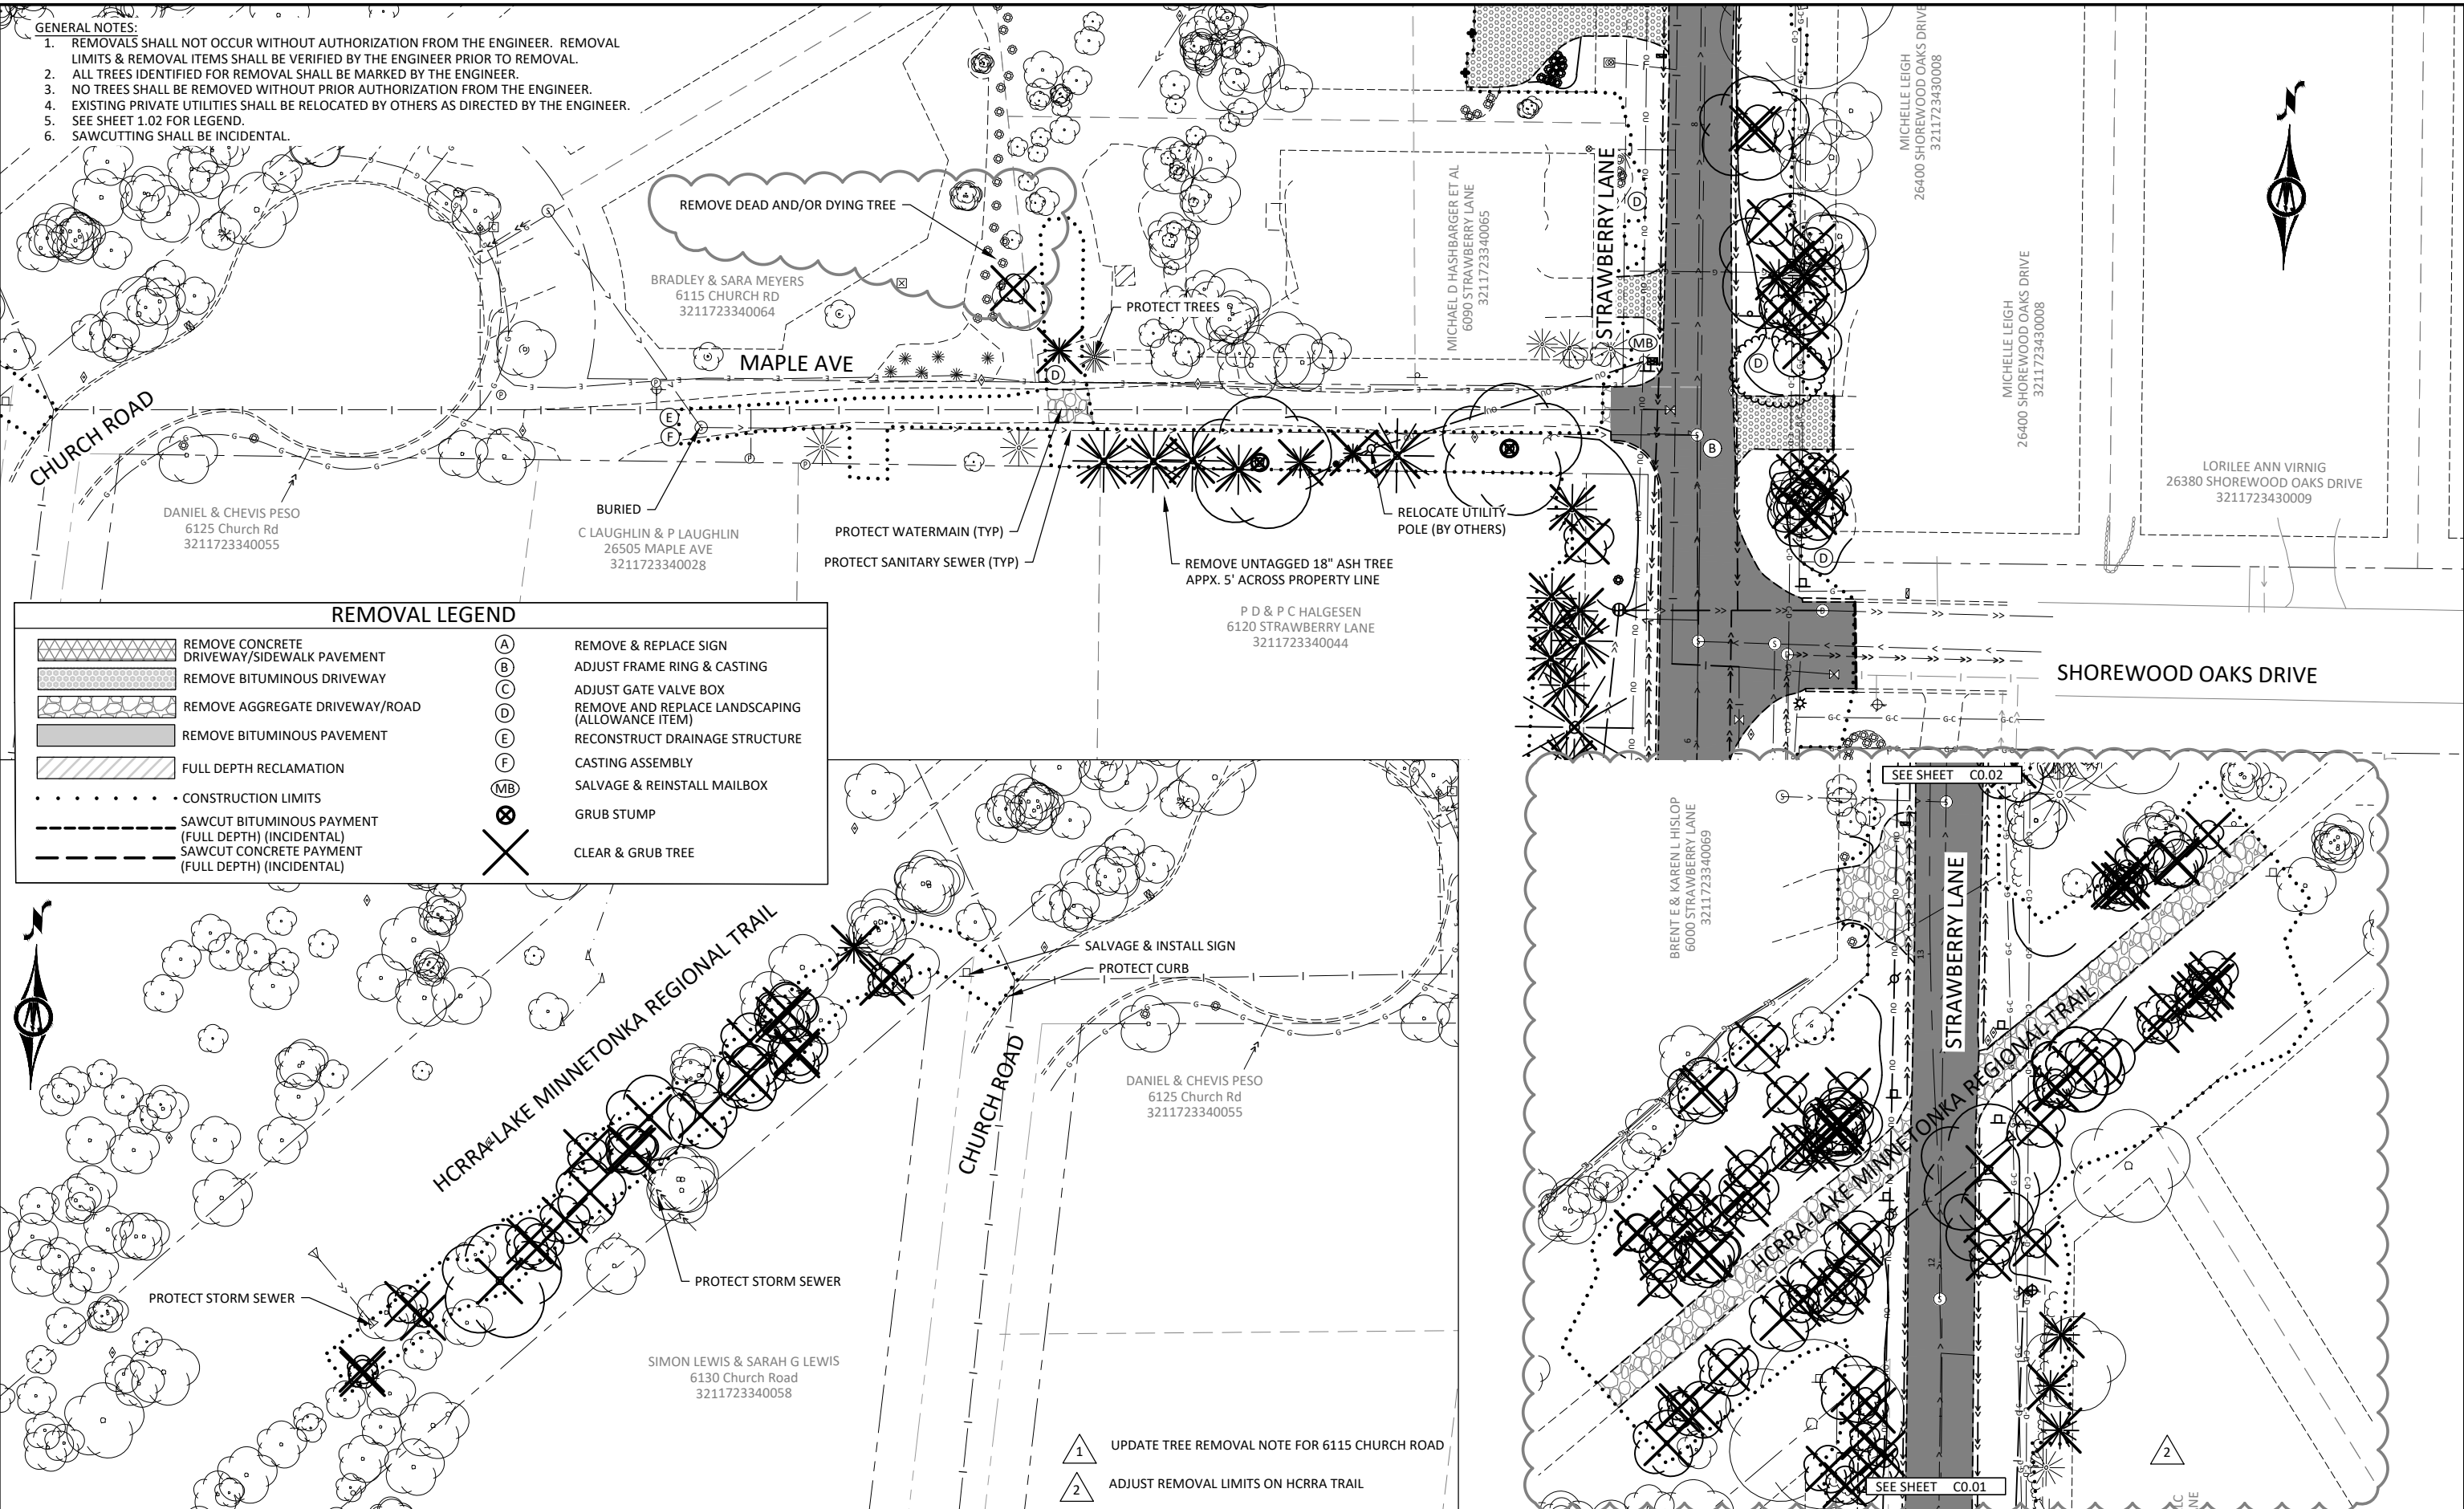 GENERAL NOTES:
1. REMOVALS SHALL NOT OCCUR WITHOUT AUTHORIZATION FROM THE ENGINEER. REMOVAL
LIMITS & REMOVAL ITEMS SHALL BE VERIFIED BY THE ENGINEER PRIOR TO REMOVAL.
2. ALL TREES IDENTIFIED FOR REMOVAL SHALL BE MARKED BY THE ENGINEER.
3. NO TREES SHALL BE REMOVED WITHOUT PRIOR AUTHORIZATION FROM THE ENGINEER.
4. EXISTING PRIVATE UTILITIES SHALL BE RELOCATED BY OTHERS AS DIRECTED BY THE ENGINEER.
5. SEE SHEET 1.02 FOR LEGEND.
6. SAWCUTTING SHALL BE INCIDENTAL.
REMOVE DEAD AND/OR DYING TREE
BRADLEY & SARA MEYERS
6115 CHURCH RD
3211723340064
PROTECT TREES
MAPLE AVE
CHURCH ROAD
DANIEL & CHEVIS PESO
6125 Church Rd
3211723340055
BURIED
C LAUGHLIN & P LAUGHLIN
26505 MAPLE AVE
3211723340028
PROTECT WATERMAIN (TYP)
PROTECT SANITARY SEWER (TYP)
RELOCATE UTILITY
POLE (BY OTHERS)
REMOVE UNTAGGED 18" ASH TREE
APPX. 5' ACROSS PROPERTY LINE
P D & P C HALGESEN
6120 STRAWBERRY LANE
3211723340044
MICHAEL D HASHBARGER ET AL
6090 STRAWBERRY LANE
3211723340065
STRAWBERRY LANE
D
MB
D
D
E
F
B
D
MICHELLE LEIGH
26400 SHOREWOOD OAKS DRIVE
3211723430008
MICHELLE LEIGH
26400 SHOREWOOD OAKS DRIVE
3211723430008
LORILEE ANN VIRNIG
26380 SHOREWOOD OAKS DRIVE
3211723430009
SHOREWOOD OAKS DRIVE
N
REMOVAL LEGEND
REMOVE CONCRETE
DRIVEWAY/SIDEWALK PAVEMENT
REMOVE BITUMINOUS DRIVEWAY
REMOVE AGGREGATE DRIVEWAY/ROAD
REMOVE BITUMINOUS PAVEMENT
FULL DEPTH RECLAMATION
CONSTRUCTION LIMITS
SAWCUT BITUMINOUS PAYMENT
(FULL DEPTH) (INCIDENTAL)
SAWCUT CONCRETE PAYMENT
(FULL DEPTH) (INCIDENTAL)
A REMOVE & REPLACE SIGN
B ADJUST FRAME RING & CASTING
C ADJUST GATE VALVE BOX
D REMOVE AND REPLACE LANDSCAPING
(ALLOWANCE ITEM)
E RECONSTRUCT DRAINAGE STRUCTURE
F CASTING ASSEMBLY
MB SALVAGE & REINSTALL MAILBOX
GRUB STUMP
CLEAR & GRUB TREE
N
HCRRA-LAKE MINNETONKA REGIONAL TRAIL
SALVAGE & INSTALL SIGN
PROTECT CURB
CHURCH ROAD
DANIEL & CHEVIS PESO
6125 Church Rd
3211723340055
PROTECT STORM SEWER
PROTECT STORM SEWER
SIMON LEWIS & SARAH G LEWIS
6130 Church Road
3211723340058
1 UPDATE TREE REMOVAL NOTE FOR 6115 CHURCH ROAD
2 ADJUST REMOVAL LIMITS ON HCRRA TRAIL
SEE SHEET C0.02
BRENT E & KAREN L HISLOP
6000 STRAWBERRY LANE
3211723340069
STRAWBERRY LANE
13
HCRRA-LAKE MINNETONKA REGIONAL TRAIL
12
SEE SHEET C0.01
2